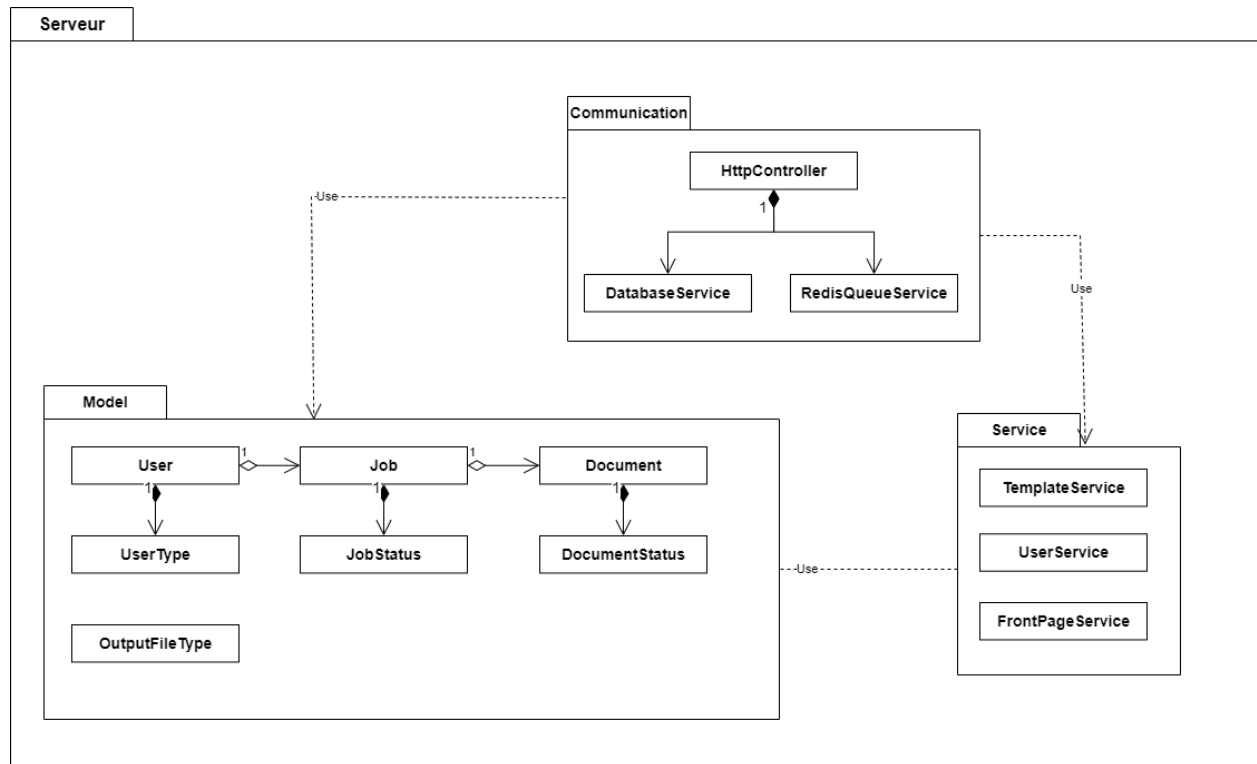 Serveur
Communication
HttpController
1
DatabaseService
RedisQueueService
Use
Use
Model
User
1
Job
1
Document
1
1
1
UserType
JobStatus
DocumentStatus
OutputFileType
Use
Service
TemplateService
UserService
FrontPageService